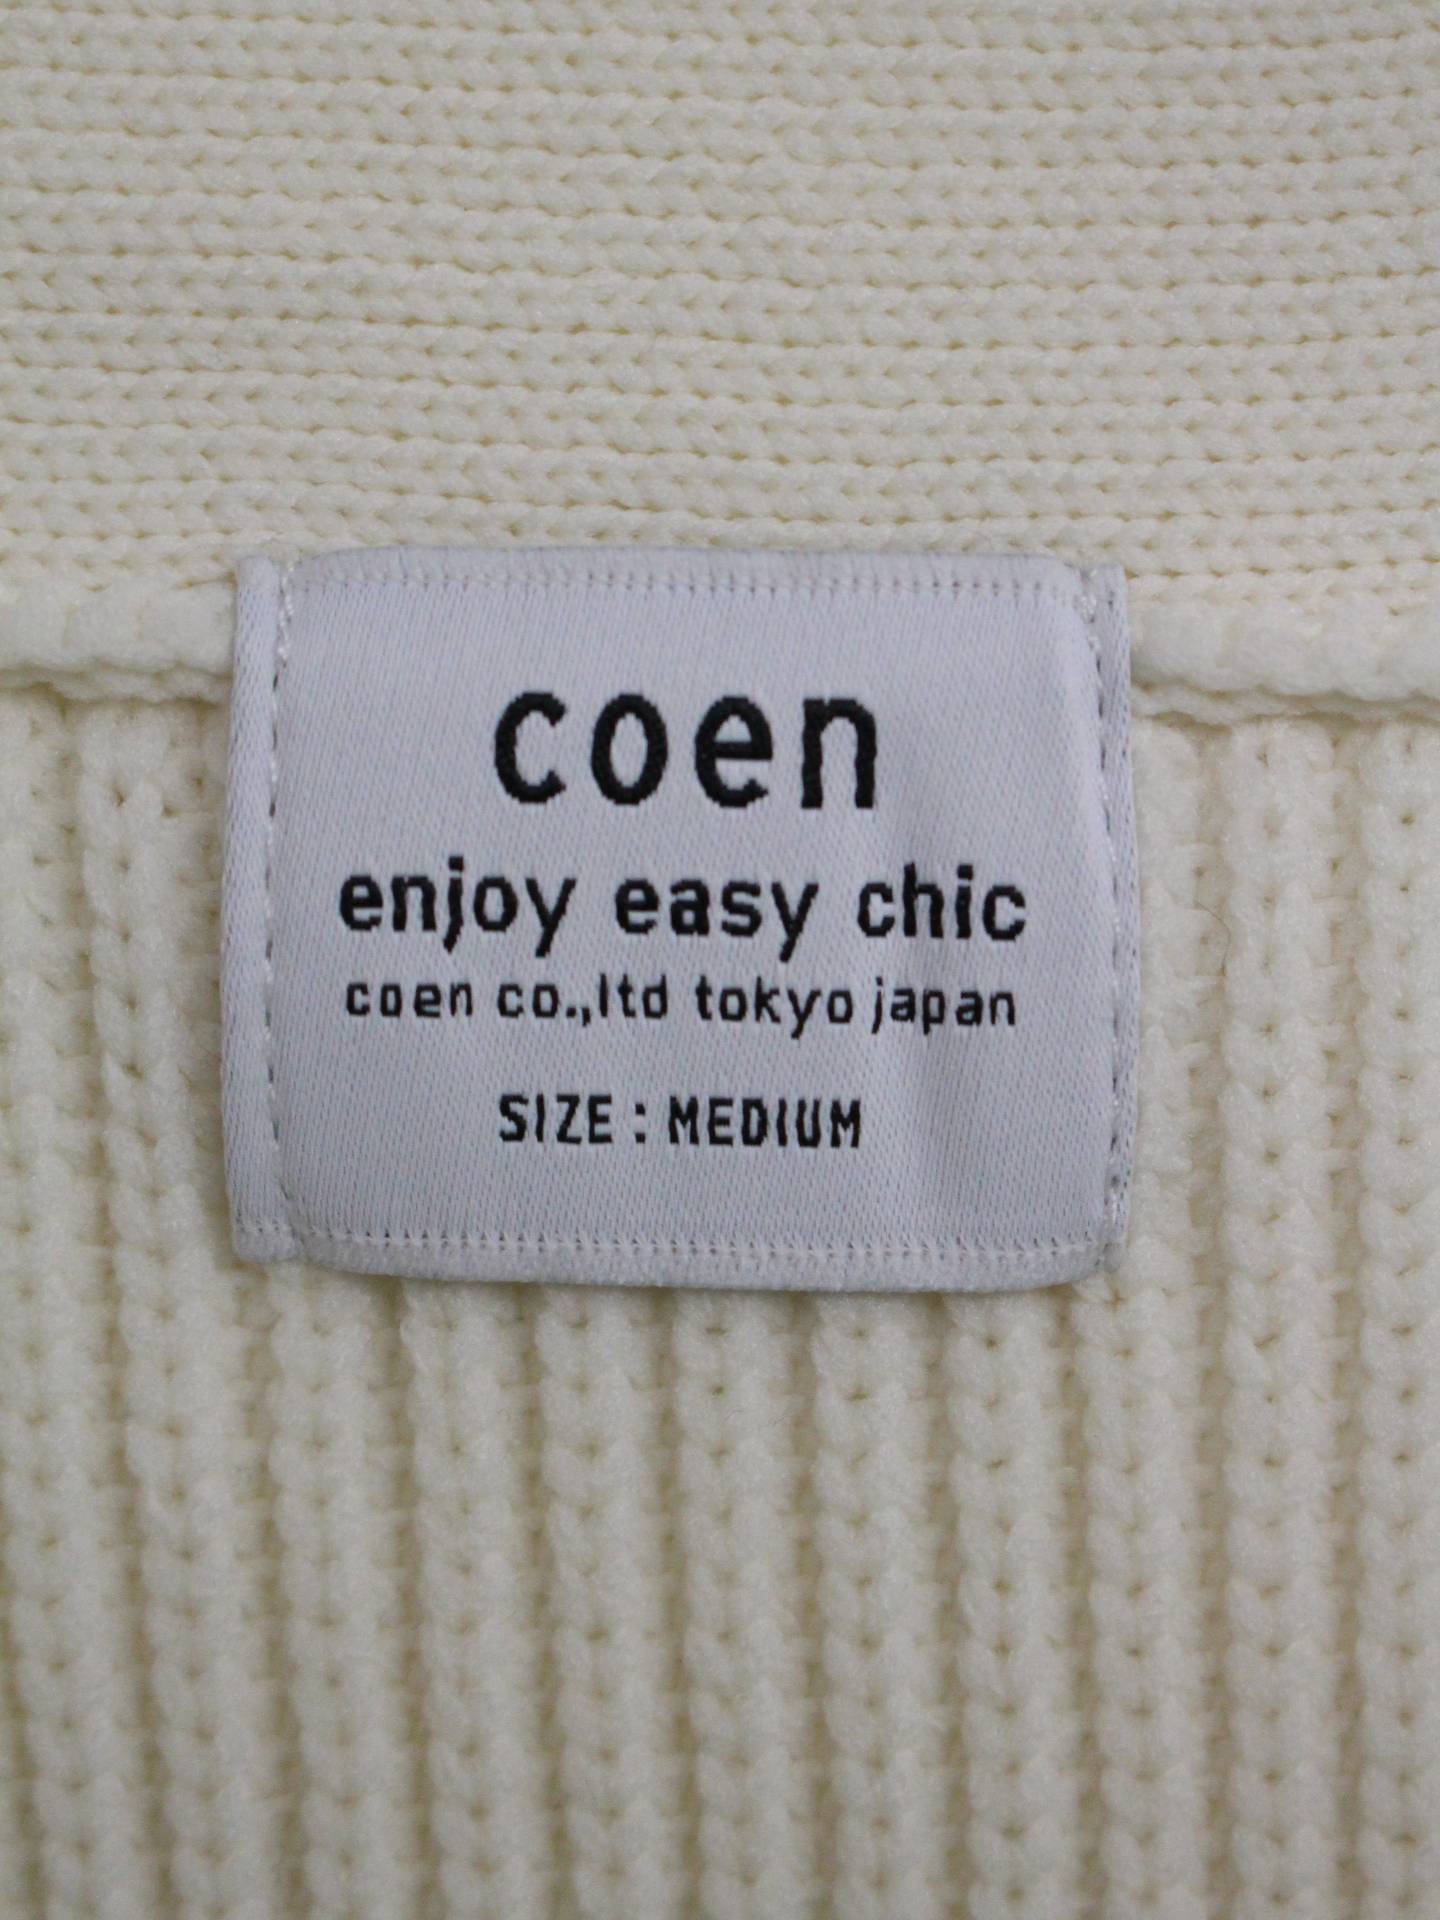 coen
enjoy easy chic
coen co.,ltd tokyo japan
SIZE : MEDIUM